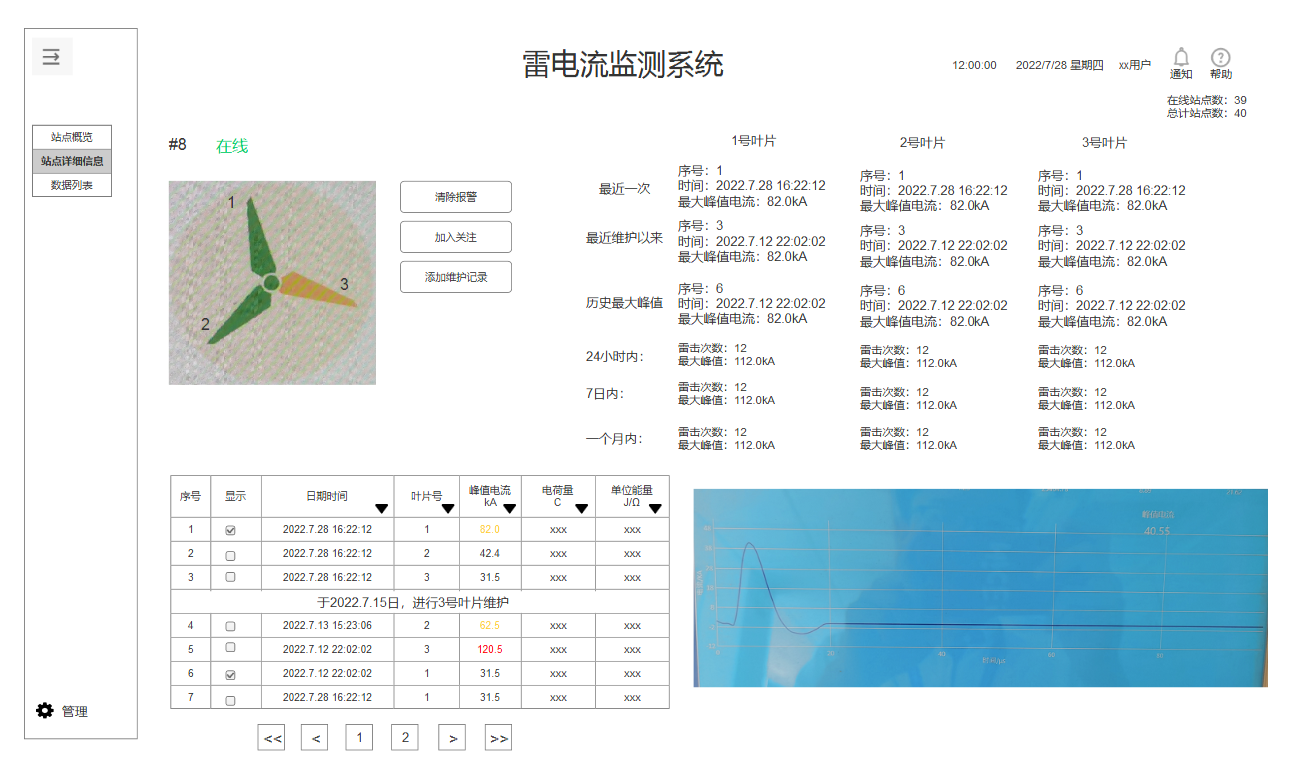 雷电流监测系统
12:00:00 2022/7/28 星期四 xx用户 通知 帮助
在线站点数：39
总计站点数：40
站点概览
站点详细信息
数据列表
管理
#8 在线
1
2
3
清除报警
加入关注
添加维护记录
1号叶片 2号叶片 3号叶片
最近一次
序号：1
时间：2022.7.28 16:22:12
最大峰值电流：82.0kA
序号：1
时间：2022.7.28 16:22:12
最大峰值电流：82.0kA
序号：1
时间：2022.7.28 16:22:12
最大峰值电流：82.0kA
最近维护以来
序号：3
时间：2022.7.12 22:02:02
最大峰值电流：82.0kA
序号：3
时间：2022.7.12 22:02:02
最大峰值电流：82.0kA
序号：3
时间：2022.7.12 22:02:02
最大峰值电流：82.0kA
历史最大峰值
序号：6
时间：2022.7.12 22:02:02
最大峰值电流：82.0kA
序号：6
时间：2022.7.12 22:02:02
最大峰值电流：82.0kA
序号：6
时间：2022.7.12 22:02:02
最大峰值电流：82.0kA
24小时内：
雷击次数：12
最大峰值：112.0kA
雷击次数：12
最大峰值：112.0kA
雷击次数：12
最大峰值：112.0kA
7日内：
雷击次数：12
最大峰值：112.0kA
雷击次数：12
最大峰值：112.0kA
雷击次数：12
最大峰值：112.0kA
一个月内：
雷击次数：12
最大峰值：112.0kA
雷击次数：12
最大峰值：112.0kA
雷击次数：12
最大峰值：112.0kA
序号 显示 日期时间 叶片号 峰值电流 kA 电荷量 C 单位能量 J/Ω
1 2022.7.28 16:22:12 1 82.0 xxx xxx
2 2022.7.28 16:22:12 2 42.4 xxx xxx
3 2022.7.28 16:22:12 3 31.5 xxx xxx
于2022.7.15日，进行3号叶片维护
4 2022.7.13 15:23:06 2 62.5 xxx xxx
5 2022.7.12 22:02:02 3 120.5 xxx xxx
6 2022.7.12 22:02:02 1 31.5 xxx xxx
7 2022.7.28 16:22:12 1 31.5 xxx xxx
<< < 1 2 > >>
峰值电流
40.55